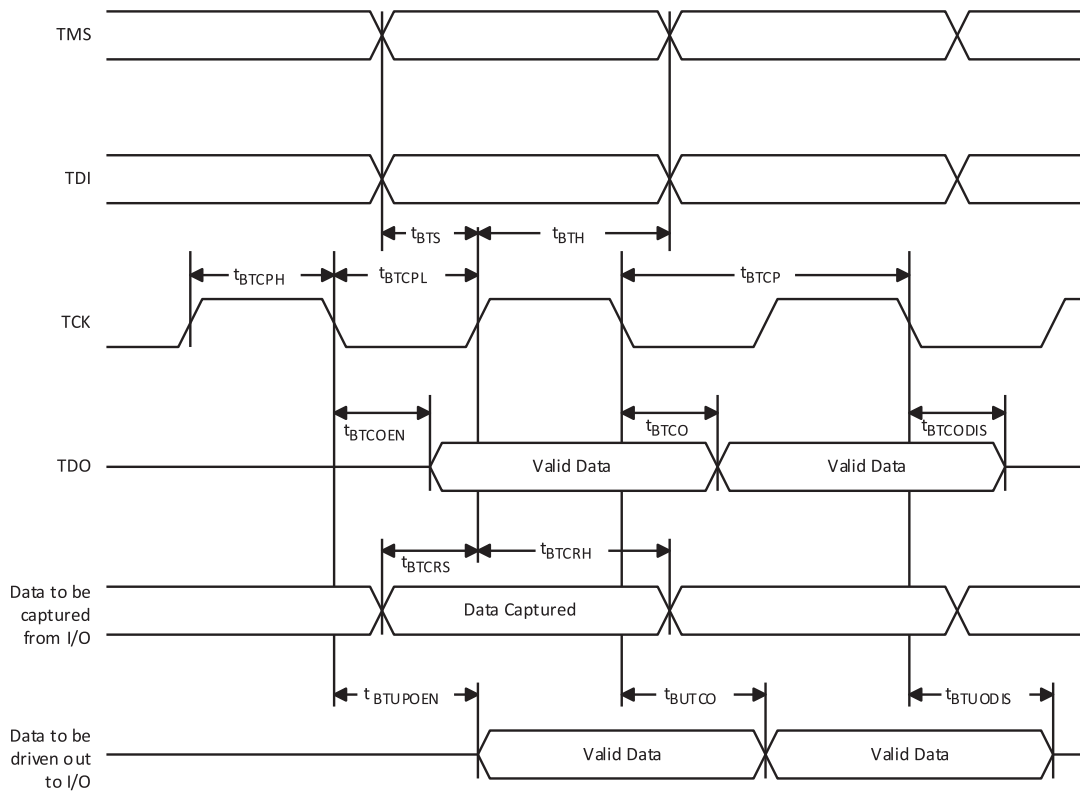 TMS
TDI
tBTS
tBTH
tBTCPH
tBTCPL
tBTCP
TCK
tBTCOEN
tBTCO
tBTCODIS
TDO
Valid Data
Valid Data
tBTCRS
tBTCRH
Data to be
captured
from I/O
Data Captured
tBTUPOEN
tBUTCO
tBTUODIS
Data to be
driven out
to I/O
Valid Data
Valid Data